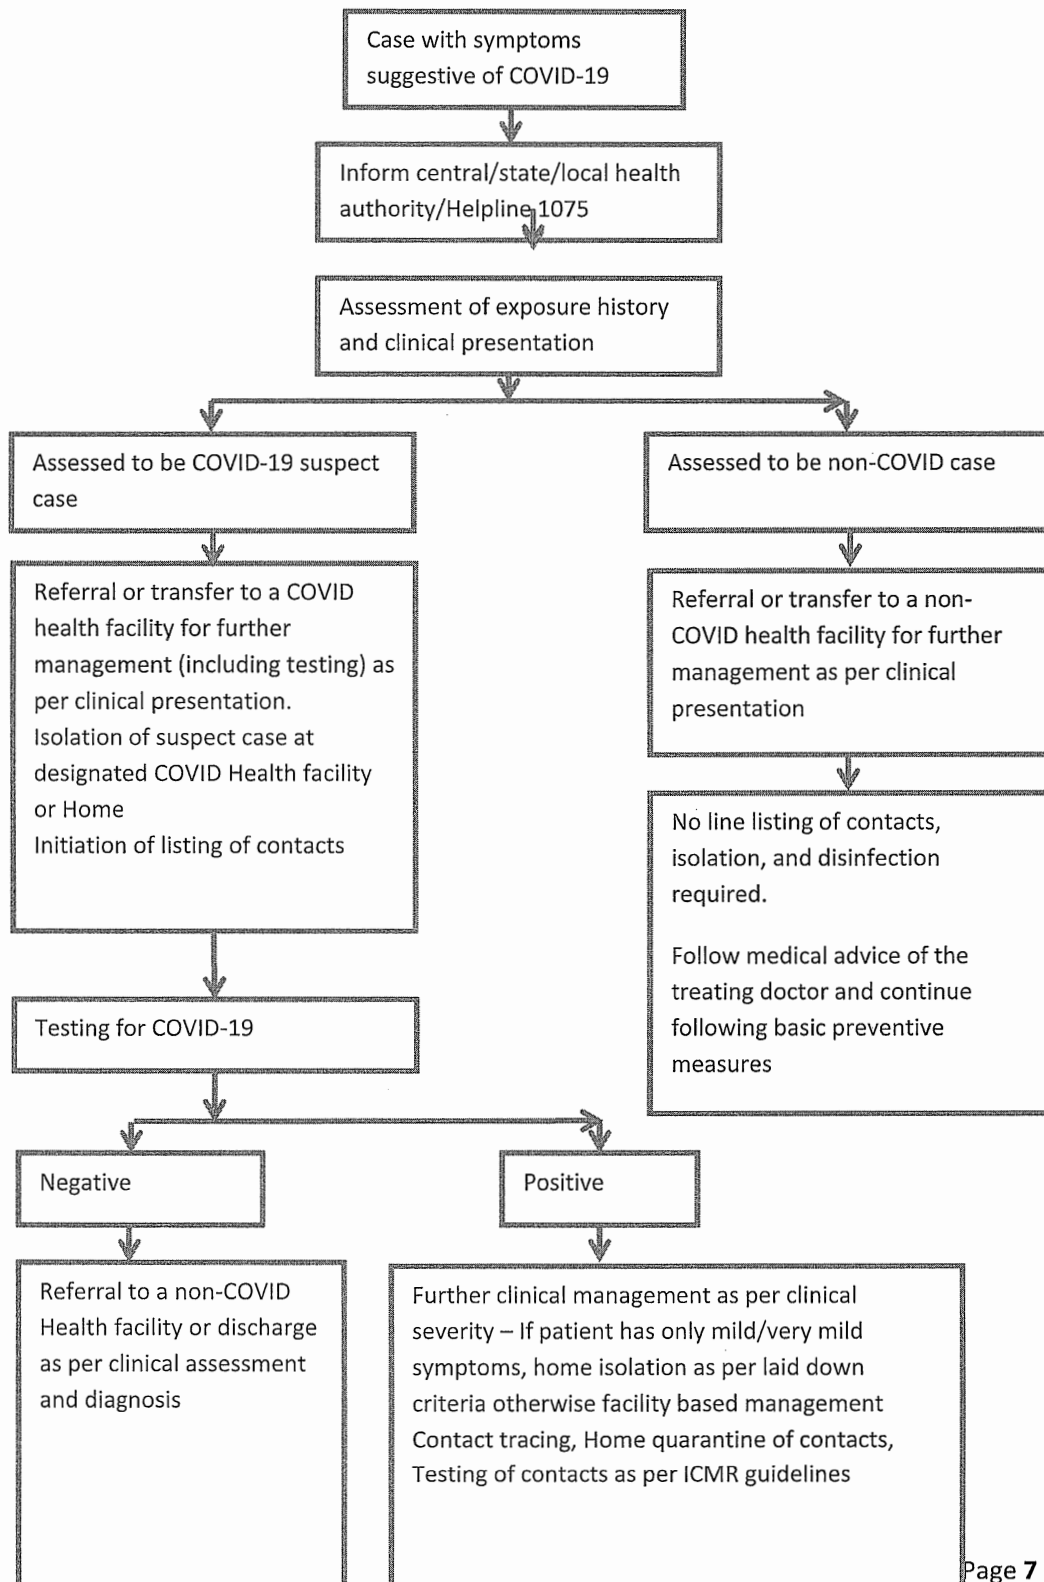 Case with symptoms
suggestive of COVID-19
Inform central/state/local health
authority/Helpline 1075
Assessment of exposure history
and clinical presentation
Assessed to be COVID-19 suspect
case
Assessed to be non-COVID case
Referral or transfer to a COVID
health facility for further
management (including testing) as
per clinical presentation.
Isolation of suspect case at
designated COVID Health facility
or Home
Initiation of listing of contacts
Referral or transfer to a non-
COVID health facility for further
management as per clinical
presentation
No line listing of contacts,
isolation, and disinfection
required.
Follow medical advice of the
treating doctor and continue
following basic preventive
measures
Testing for COVID-19
Negative
Positive
Referral to a non-COVID
Health facility or discharge
as per clinical assessment
and diagnosis
Further clinical management as per clinical
severity – If patient has only mild/very mild
symptoms, home isolation as per laid down
criteria otherwise facility based management
Contact tracing, Home quarantine of contacts,
Testing of contacts as per ICMR guidelines
Page 7